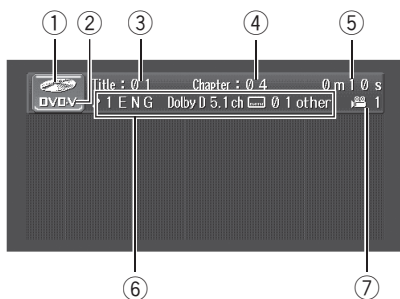 ① ② ③ ④ ⑤
Title : 0 1 Chapter : 0 4 0 m 1 0 s
DVD-V 1 E N G Dolby D 5.1 ch 0 1 other 1
⑥ ⑦